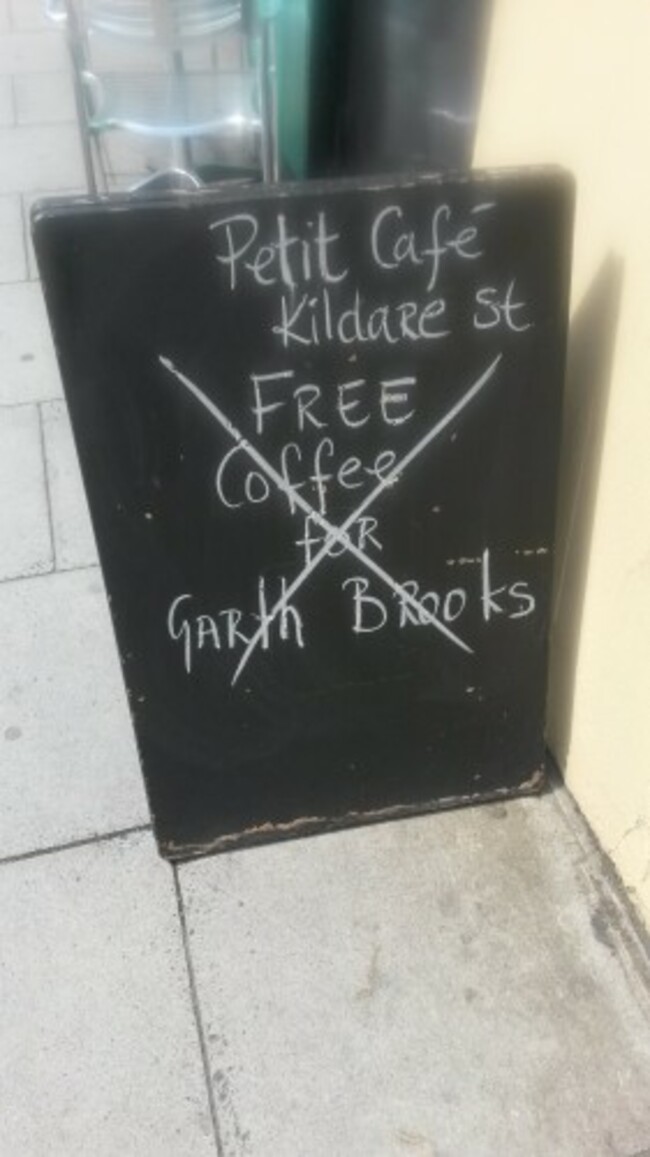 Petit Café
Kildare St
FREE
Coffee
foR
GARth BROOks